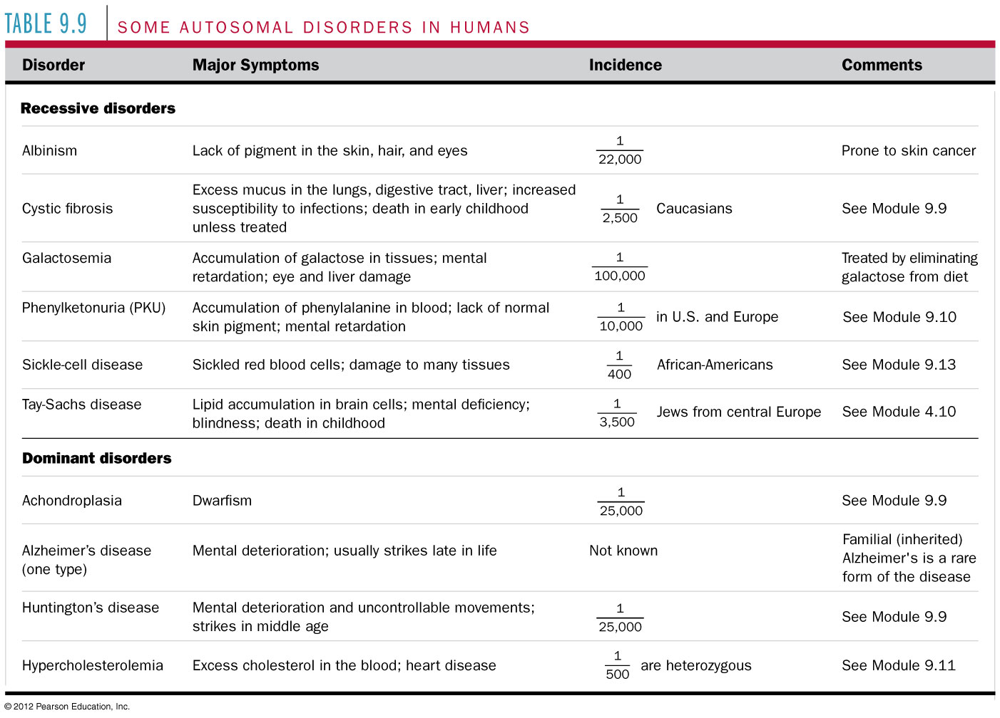 TABLE 9.9
SOME AUTOSOMAL DISORDERS IN HUMANS
Disorder Major Symptoms Incidence Comments
Recessive disorders
Albinism Lack of pigment in the skin, hair, and eyes 1/22,000 Prone to skin cancer
Excess mucus in the lungs, digestive tract, liver; increased
Cystic fibrosis susceptibility to infections; death in early childhood 1/2,500 Caucasians See Module 9.9
unless treated
Galactosemia Accumulation of galactose in tissues; mental 1/100,000 Treated by eliminating
retardation; eye and liver damage galactose from diet
Phenylketonuria (PKU) Accumulation of phenylalanine in blood; lack of normal 1/10,000 in U.S. and Europe See Module 9.10
skin pigment; mental retardation
Sickle-cell disease Sickled red blood cells; damage to many tissues 1/400 African-Americans See Module 9.13
Tay-Sachs disease Lipid accumulation in brain cells; mental deficiency; 1/3,500 Jews from central Europe See Module 4.10
blindness; death in childhood
Dominant disorders
Achondroplasia Dwarfism 1/25,000 See Module 9.9
Alzheimer’s disease Mental deterioration; usually strikes late in life Not known Familial (inherited)
(one type) Alzheimer's is a rare
form of the disease
Huntington’s disease Mental deterioration and uncontrollable movements; 1/25,000 See Module 9.9
strikes in middle age
Hypercholesterolemia Excess cholesterol in the blood; heart disease 1/500 are heterozygous See Module 9.11
© 2012 Pearson Education, Inc.